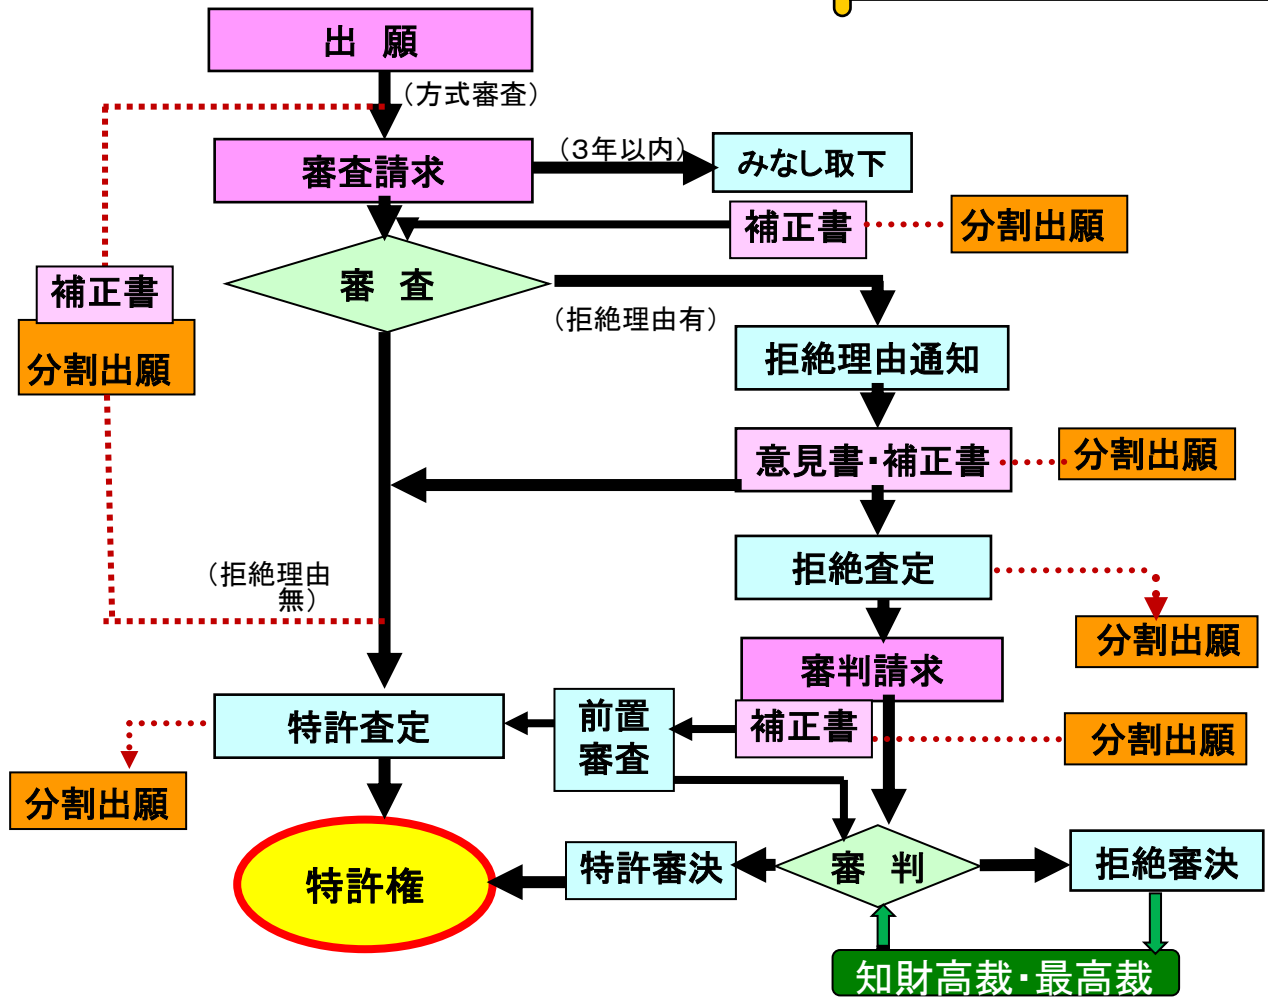 出　願
（方式審査）
審査請求
（３年以内）
みなし取下
補正書
分割出願
審　査
（拒絶理由有）
補正書
分割出願
拒絶理由通知
意見書・補正書
分割出願
拒絶査定
（拒絶理由
無）
分割出願
審判請求
補正書
分割出願
前置
審査
特許査定
分割出願
特許権
特許審決
審　判
拒絶審決
知財高裁・最高裁